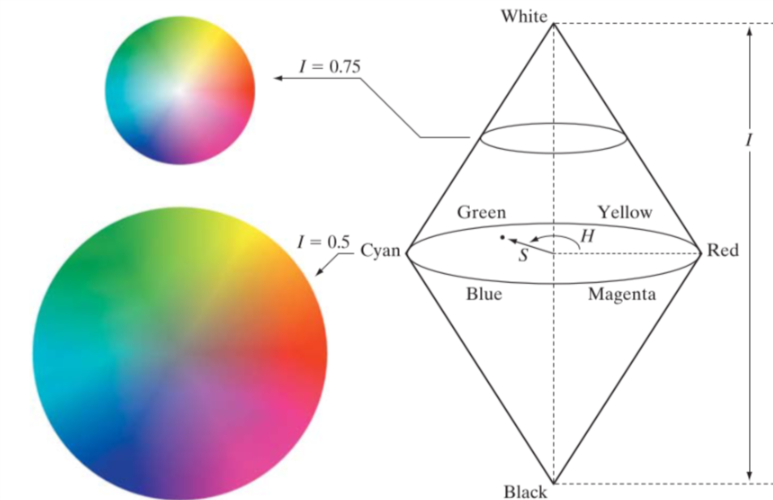 White
I = 0.75
I
Green Yellow
H
I = 0.5 Cyan S Red
Blue Magenta
Black